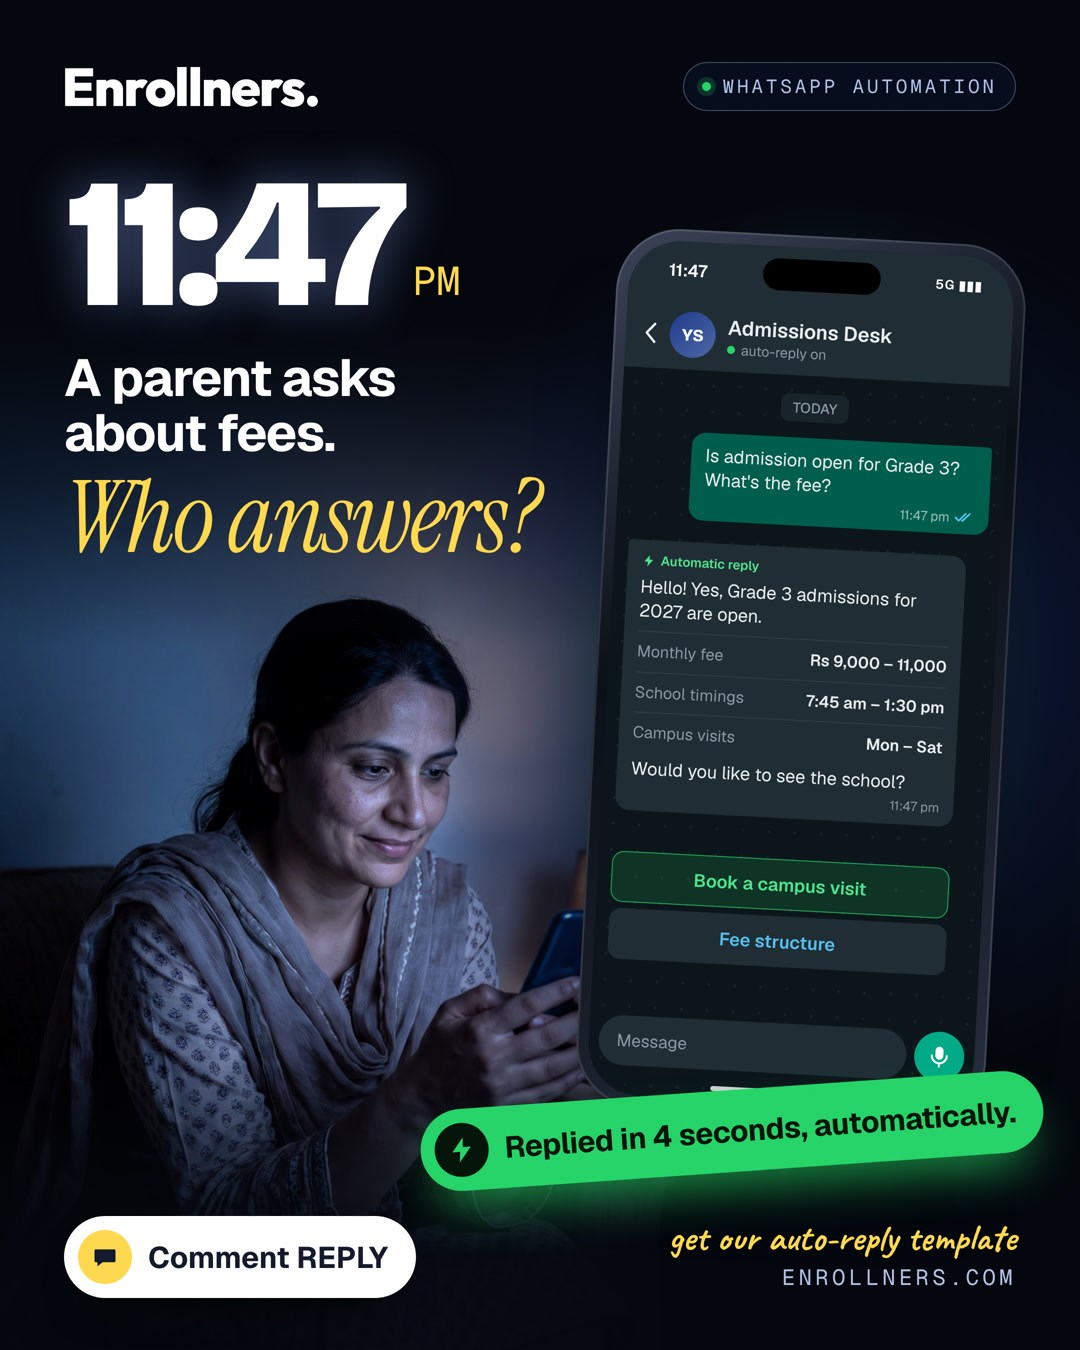 Enrollners.
WHATSAPP AUTOMATION
11:47 PM
A parent asks
about fees.
Who answers?
11:47
5G
YS
Admissions Desk
auto-reply on
TODAY
Is admission open for Grade 3?
What's the fee?
11:47 pm
Automatic reply
Hello! Yes, Grade 3 admissions for
2027 are open.
Monthly fee Rs 9,000 – 11,000
School timings 7:45 am – 1:30 pm
Campus visits Mon – Sat
Would you like to see the school?
11:47 pm
Book a campus visit
Fee structure
Message
Replied in 4 seconds, automatically.
Comment REPLY
get our auto-reply template
ENROLLNERS.COM